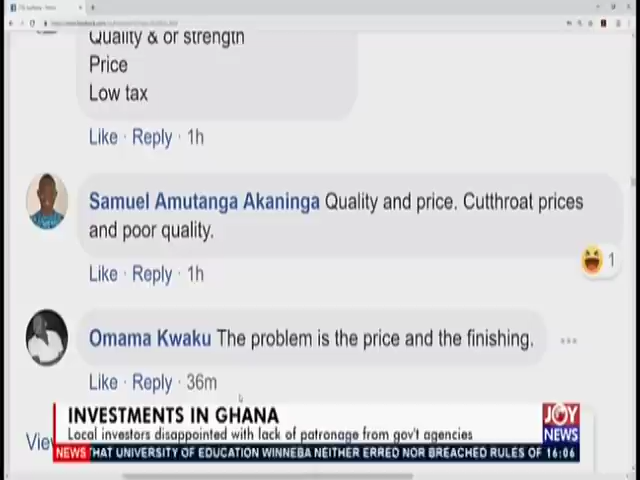 Quality & or strength
Price
Low tax
Like · Reply · 1h
Samuel Amutanga Akaninga Quality and price. Cutthroat prices
and poor quality.
1
Like · Reply · 1h
Omama Kwaku The problem is the price and the finishing.
Like · Reply · 36m
View
INVESTMENTS IN GHANA
Local investors disappointed with lack of patronage from gov't agencies
JOY
NEWS
NEWS THAT UNIVERSITY OF EDUCATION WINNEBA NEITHER ERRED NOR BREACHED RULES OF 16:06